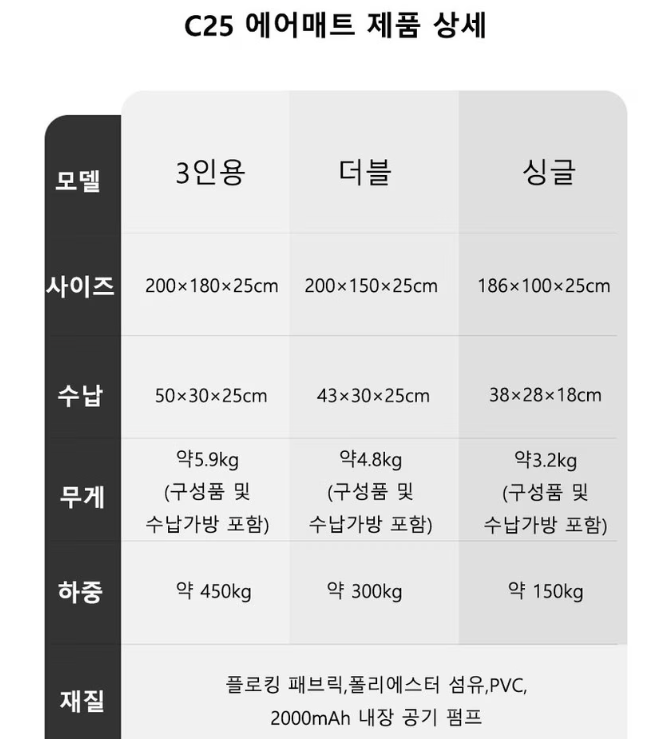 C25 에어매트 제품 상세
모델 3인용 더블 싱글
사이즈 200×180×25cm 200×150×25cm 186×100×25cm
수납 50×30×25cm 43×30×25cm 38×28×18cm
약5.9kg 약4.8kg 약3.2kg
무게 (구성품 및 (구성품 및 (구성품 및
수납가방 포함) 수납가방 포함) 수납가방 포함)
하중 약 450kg 약 300kg 약 150kg
재질 플로킹 패브릭,폴리에스터 섬유,PVC,
2000mAh 내장 공기 펌프